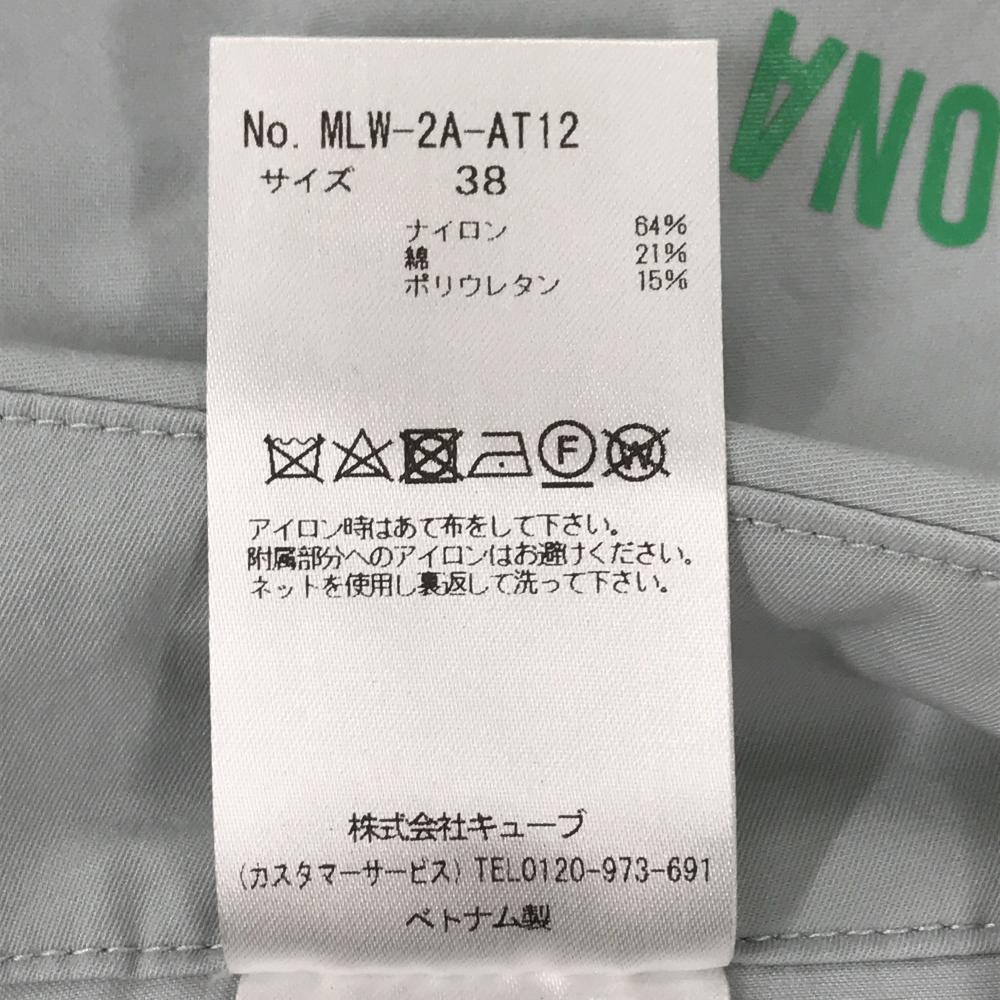 No. MLW-2A-AT12
サイズ 38
ナイロン 64%
綿 21%
ポリウレタン 15%
F
W
アイロン時はあて布をして下さい。
附属部分へのアイロンはお避けください。
ネットを使用し裏返して洗って下さい。
株式会社キューブ
(カスタマーサービス) TEL0120-973-691
ベトナム製
ONA